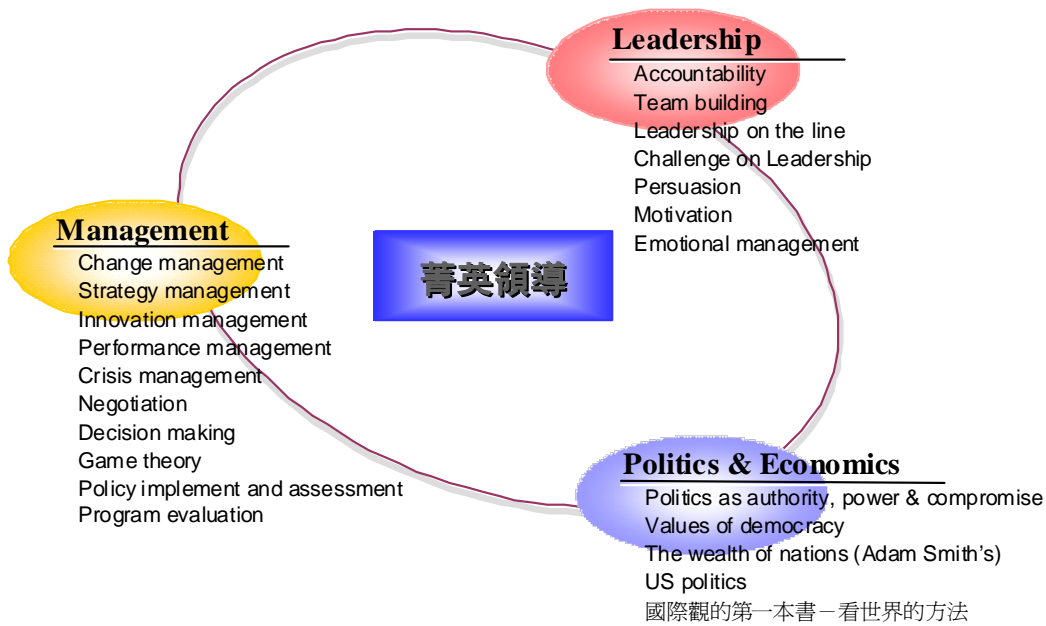 Leadership
Accountability
Team building
Leadership on the line
Challenge on Leadership
Persuasion
Motivation
Emotional management
Management
Change management
Strategy management
Innovation management
Performance management
Crisis management
Negotiation
Decision making
Game theory
Policy implement and assessment
Program evaluation
菁英領導
Politics & Economics
Politics as authority, power & compromise
Values of democracy
The wealth of nations (Adam Smith's)
US politics
國際觀的第一本書－看世界的方法